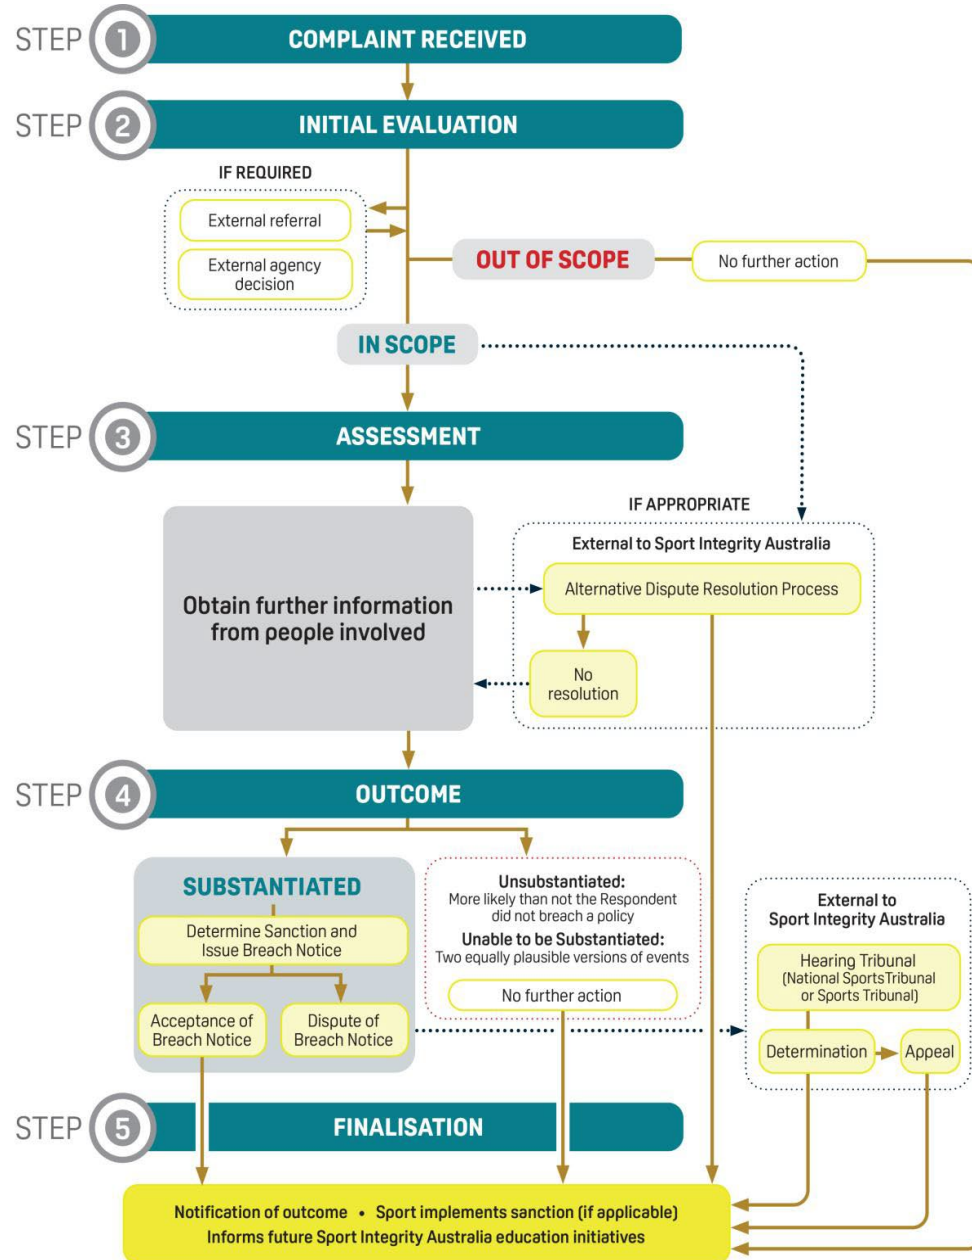 STEP 1 COMPLAINT RECEIVED
STEP 2 INITIAL EVALUATION
IF REQUIRED
External referral
External agency
decision
OUT OF SCOPE
No further action
IN SCOPE
STEP 3 ASSESSMENT
Obtain further information
from people involved
IF APPROPRIATE
External to Sport Integrity Australia
Alternative Dispute Resolution Process
No
resolution
STEP 4 OUTCOME
SUBSTANTIATED
Determine Sanction and
Issue Breach Notice
Acceptance of
Breach Notice
Dispute of
Breach Notice
Unsubstantiated:
More likely than not the Respondent
did not breach a policy
Unable to be Substantiated:
Two equally plausible versions of events
No further action
External to
Sport Integrity Australia
Hearing Tribunal
(National SportsTribunal
or Sports Tribunal)
Determination
Appeal
STEP 5 FINALISATION
Notification of outcome • Sport implements sanction (if applicable)
Informs future Sport Integrity Australia education initiatives